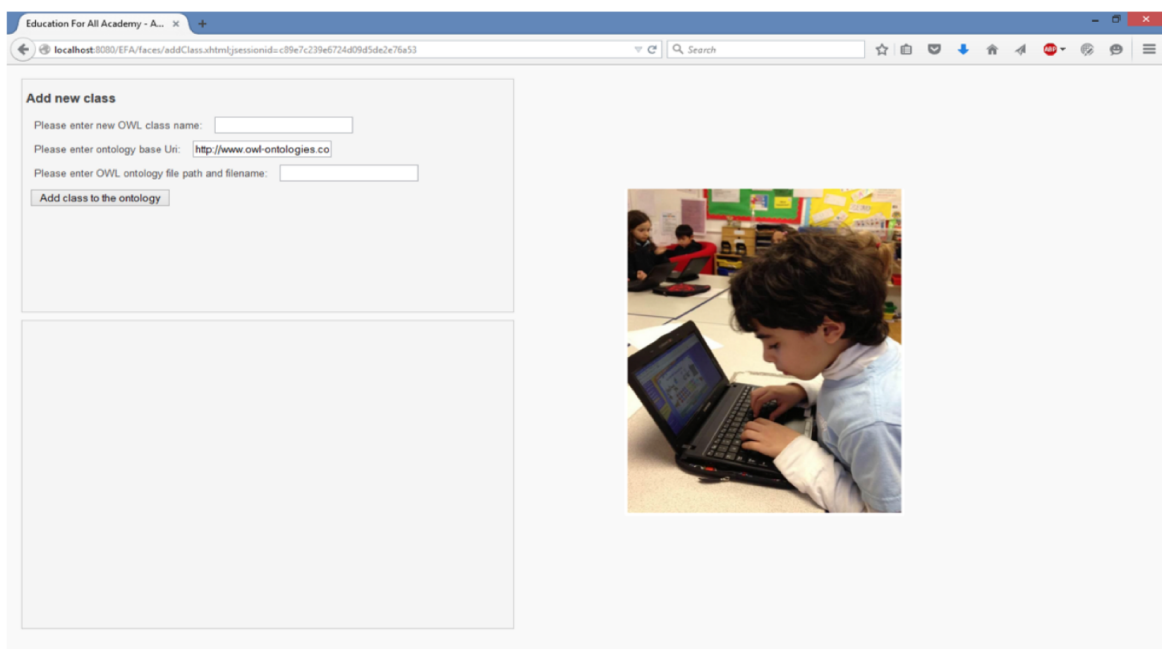 Education For All Academy - A...
localhost:8080/EFA/faces/addClass.xhtml;jsessionid=c89e7c239e6724d09d5de2e76a53
Search
ABP
Add new class
Please enter new OWL class name:
Please enter ontology base Uri: http://www.owl-ontologies.co
Please enter OWL ontology file path and filename:
Add class to the ontology